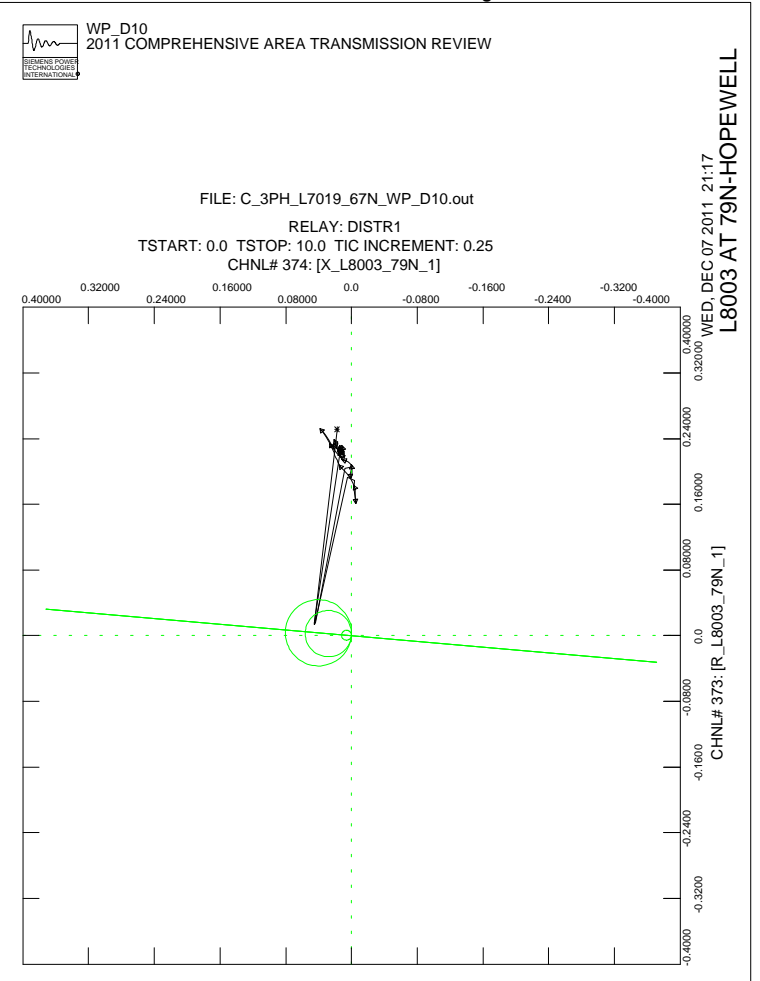 WP_D10
2011 COMPREHENSIVE AREA TRANSMISSION REVIEW
SIEMENS POWER
TECHNOLOGIES
INTERNATIONAL
FILE: C_3PH_L7019_67N_WP_D10.out
RELAY: DISTR1
TSTART: 0.0 TSTOP: 10.0 TIC INCREMENT: 0.25
CHNL# 374: [X_L8003_79N_1]
0.40000
0.32000
0.24000
0.16000
0.08000
0.0
-0.0800
-0.1600
-0.2400
-0.3200
-0.4000
WED, DEC 07 2011 21:17
L8003 AT 79N-HOPEWELL
0.40000
0.32000
0.24000
0.16000
0.08000
0.0
-0.0800
-0.1600
-0.2400
-0.3200
-0.4000
CHNL# 373: [R_L8003_79N_1]